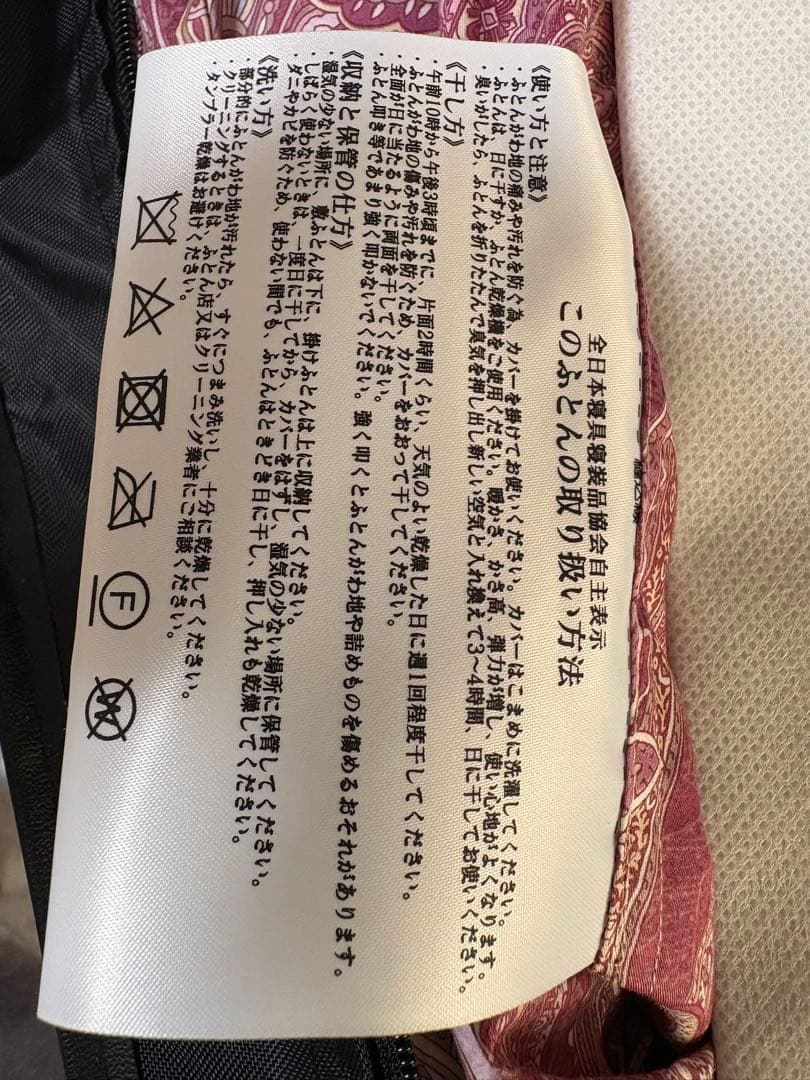 全日本寝具寝装品協会自主表示
このふとんの取り扱い方法
《使い方と注意》
・ふとんがわ地の痛みや汚れを防ぐ為、カバーを掛けてお使いください。カバーはこまめに洗濯してください。
・ふとんは、日に干すか、ふとん乾燥機をご使用ください。暖かさ、かさ高、弾力が増し、使い心地がよくなります。
・臭いがしたら、ふとんを折りたたんで臭気を押し出し新しい空気と入れ換えて3〜4時間、日に干してお使いください。
《干し方》
・午前10時から午後3時頃までに、片面2時間くらい、天気のよい乾燥した日に週1回程度干してください。
・ふとんがわ地の傷みや汚れを防ぐため、カバーをおおって干してください。
・全面が日に当たるように両面を干してください。
・ふとん叩き等であまり強く叩かないでください。強く叩くとふとんがわ地や詰めものを傷めるおそれがあります。
《収納と保管の仕方》
・湿気の少ない場所に、敷ふとんは下に、掛けふとんは上に収納してください。
・しばらく使わないときは、一度日に干してから、カバーをはずし、湿気の少ない場所に保管してください。
・ダニやカビを防ぐため、使わない間でも、ふとんはときどき日に干し、押し入れも乾燥してください。
《洗い方》
・部分的にふとんがわ地が汚れたら、すぐにつまみ洗いし、十分に乾燥してください。
・クリーニングするときは、ふとん店又はクリーニング業者にご相談ください。
・タンブラー乾燥はお避けください。
F
W